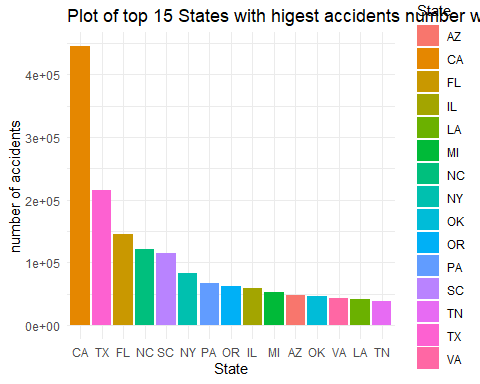 Plot of top 15 States with higest accidents number w
State
AZ
CA
FL
IL
LA
MI
NC
NY
OK
OR
PA
SC
TN
TX
VA
number of accidents
4e+05
3e+05
2e+05
1e+05
0e+00
CA TX FL NC SC NY PA OR IL MI AZ OK VA LA TN
State